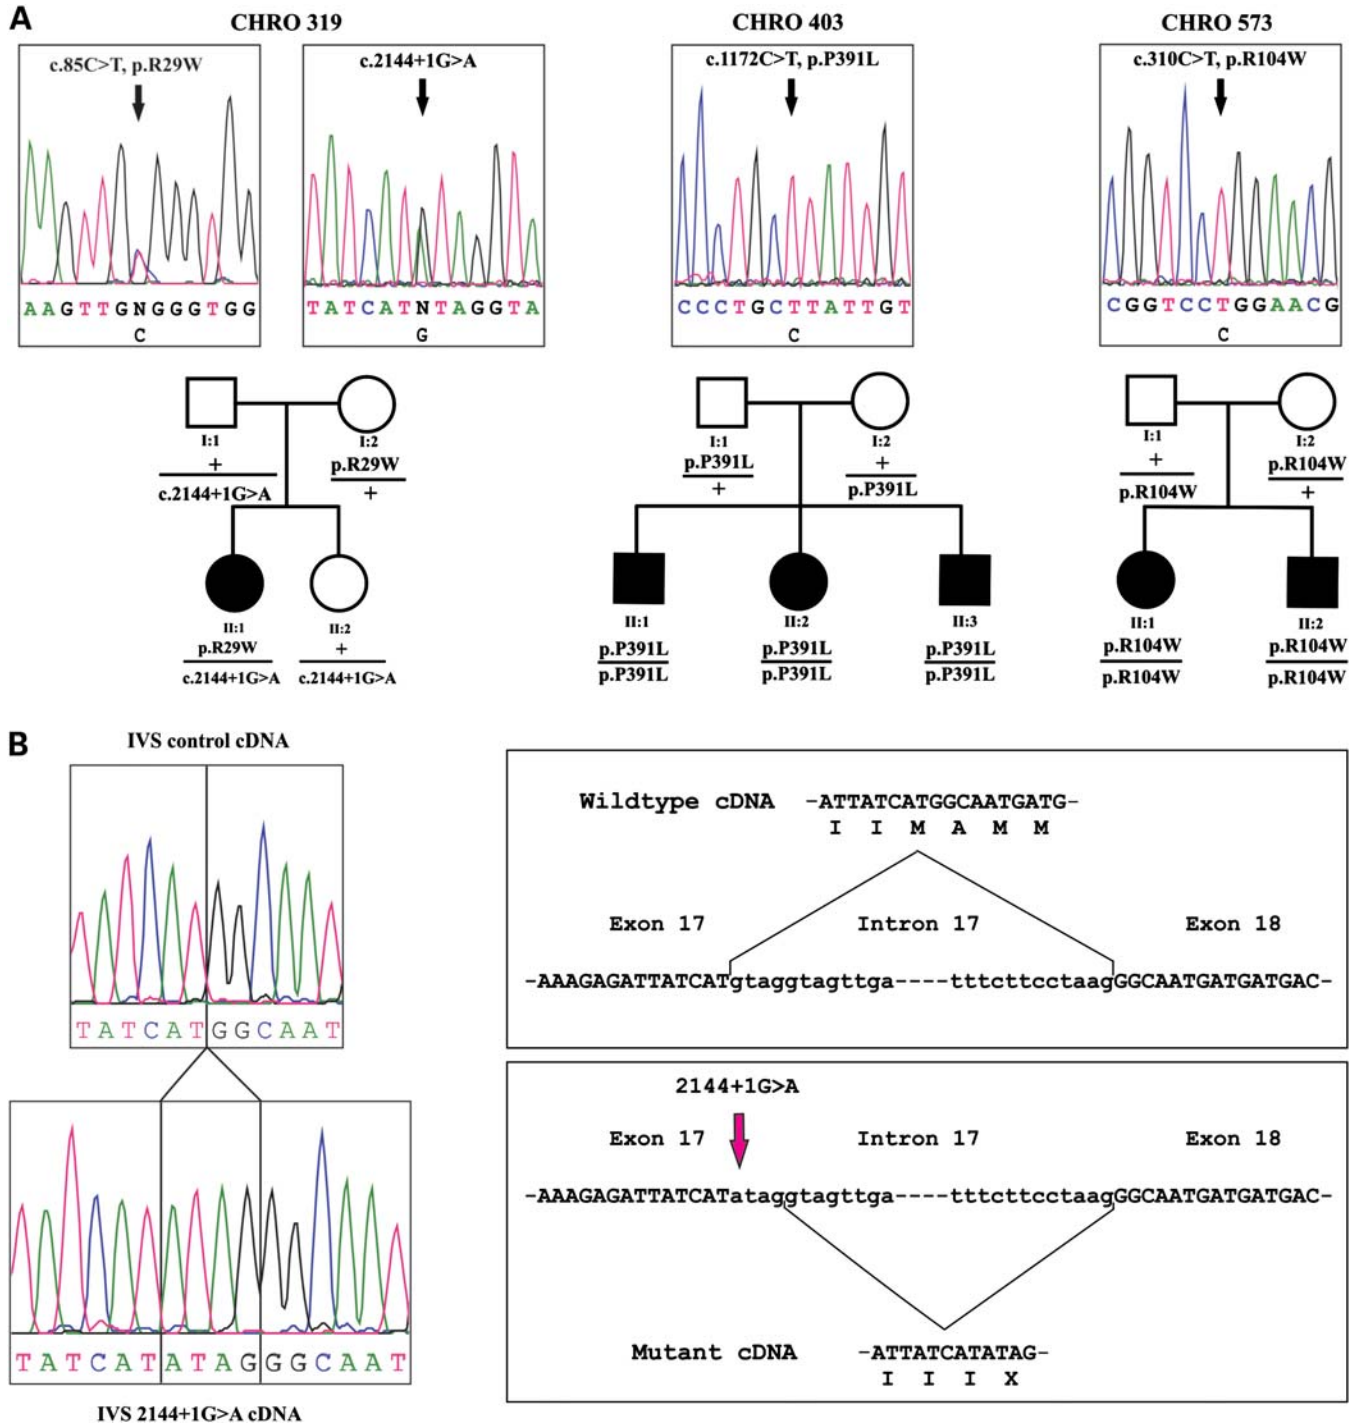 A
CHRO 319
CHRO 403
CHRO 573
c.85C>T, p.R29W
c.2144+1G>A
c.1172C>T, p.P391L
c.310C>T, p.R104W
AAGTTGNGGGTGG
C
TATCATNTAGGTA
G
CCCTGCTTATTGT
C
CGGTCCTGGAACG
C
I:1
+
c.2144+1G>A
I:2
p.R29W
+
I:1
p.P391L
+
I:2
+
p.P391L
I:1
+
p.R104W
I:2
p.R104W
+
II:1
p.R29W
c.2144+1G>A
II:2
+
c.2144+1G>A
II:1
p.P391L
p.P391L
II:2
p.P391L
p.P391L
II:3
p.P391L
p.P391L
II:1
p.R104W
p.R104W
II:2
p.R104W
p.R104W
B
IVS control cDNA
TATCATGGCAAT
TATCATATAGGGCAAT
IVS 2144+1G>A cDNA
Wildtype cDNA -ATTATCATGGCAATGATG-
I I M A M M
Exon 17 Intron 17 Exon 18
-AAAGAGATTATCATgtaggtagttga----tttcttcctaagGGCAATGATGATGAC-
2144+1G>A
Exon 17 Intron 17 Exon 18
-AAAGAGATTATCATataggtagttga----tttcttcctaagGGCAATGATGATGAC-
Mutant cDNA -ATTATCATATAG-
I I I X